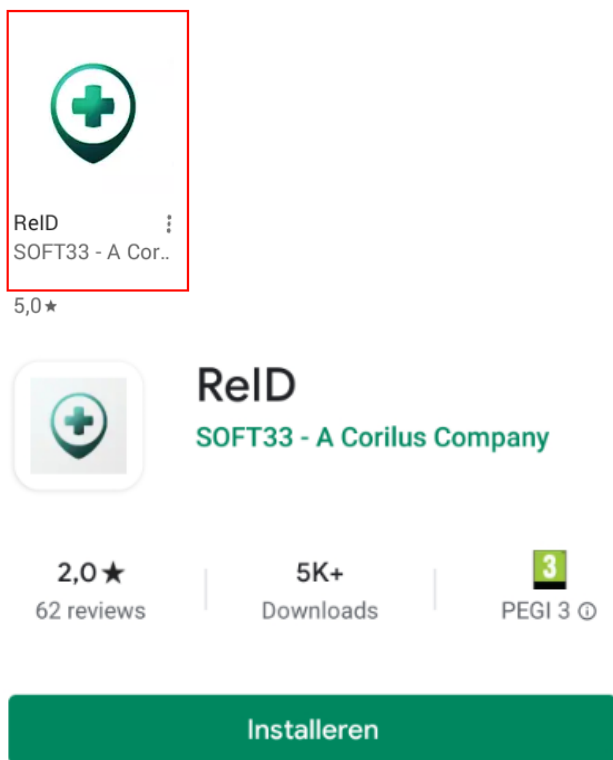 ReID
SOFT33 - A Cor..
5,0★
ReID
SOFT33 - A Corilus Company
2,0★
62 reviews
5K+
Downloads
3
PEGI 3
Installeren